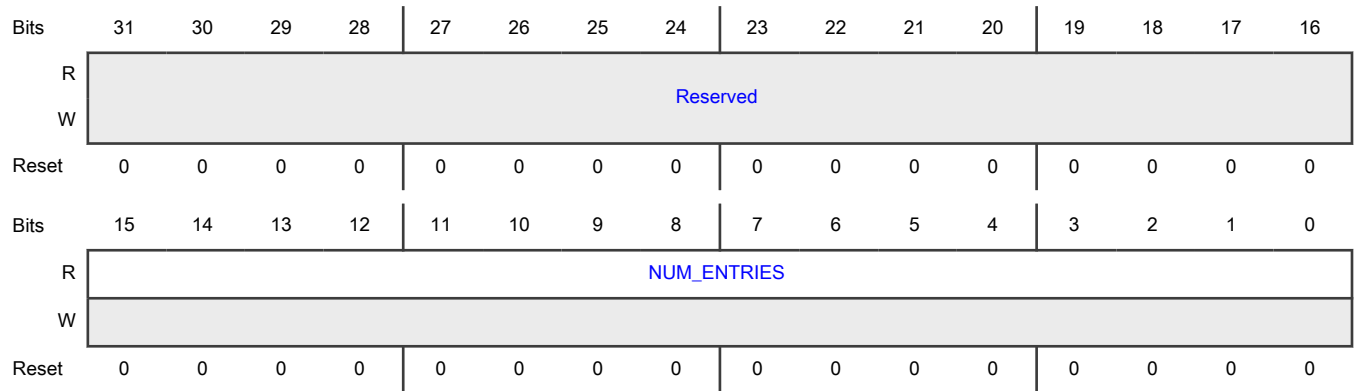 Bits 31 30 29 28 27 26 25 24 23 22 21 20 19 18 17 16
R
Reserved
W
Reset 0 0 0 0 0 0 0 0 0 0 0 0 0 0 0 0
Bits 15 14 13 12 11 10 9 8 7 6 5 4 3 2 1 0
R NUM_ENTRIES
W
Reset 0 0 0 0 0 0 0 0 0 0 0 0 0 0 0 0